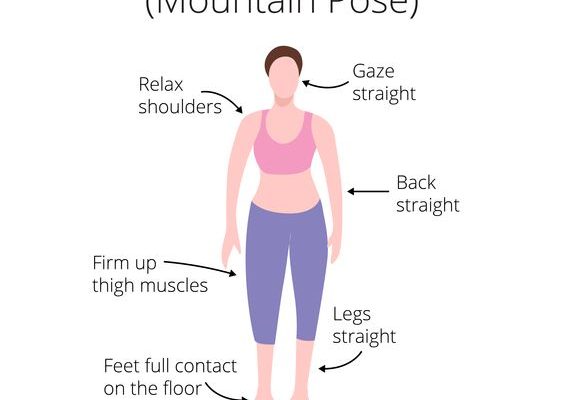 (Mountain Pose)
Relax
shoulders
Gaze
straight
Back
straight
Firm up
thigh muscles
Legs
straight
Feet full contact
on the floor